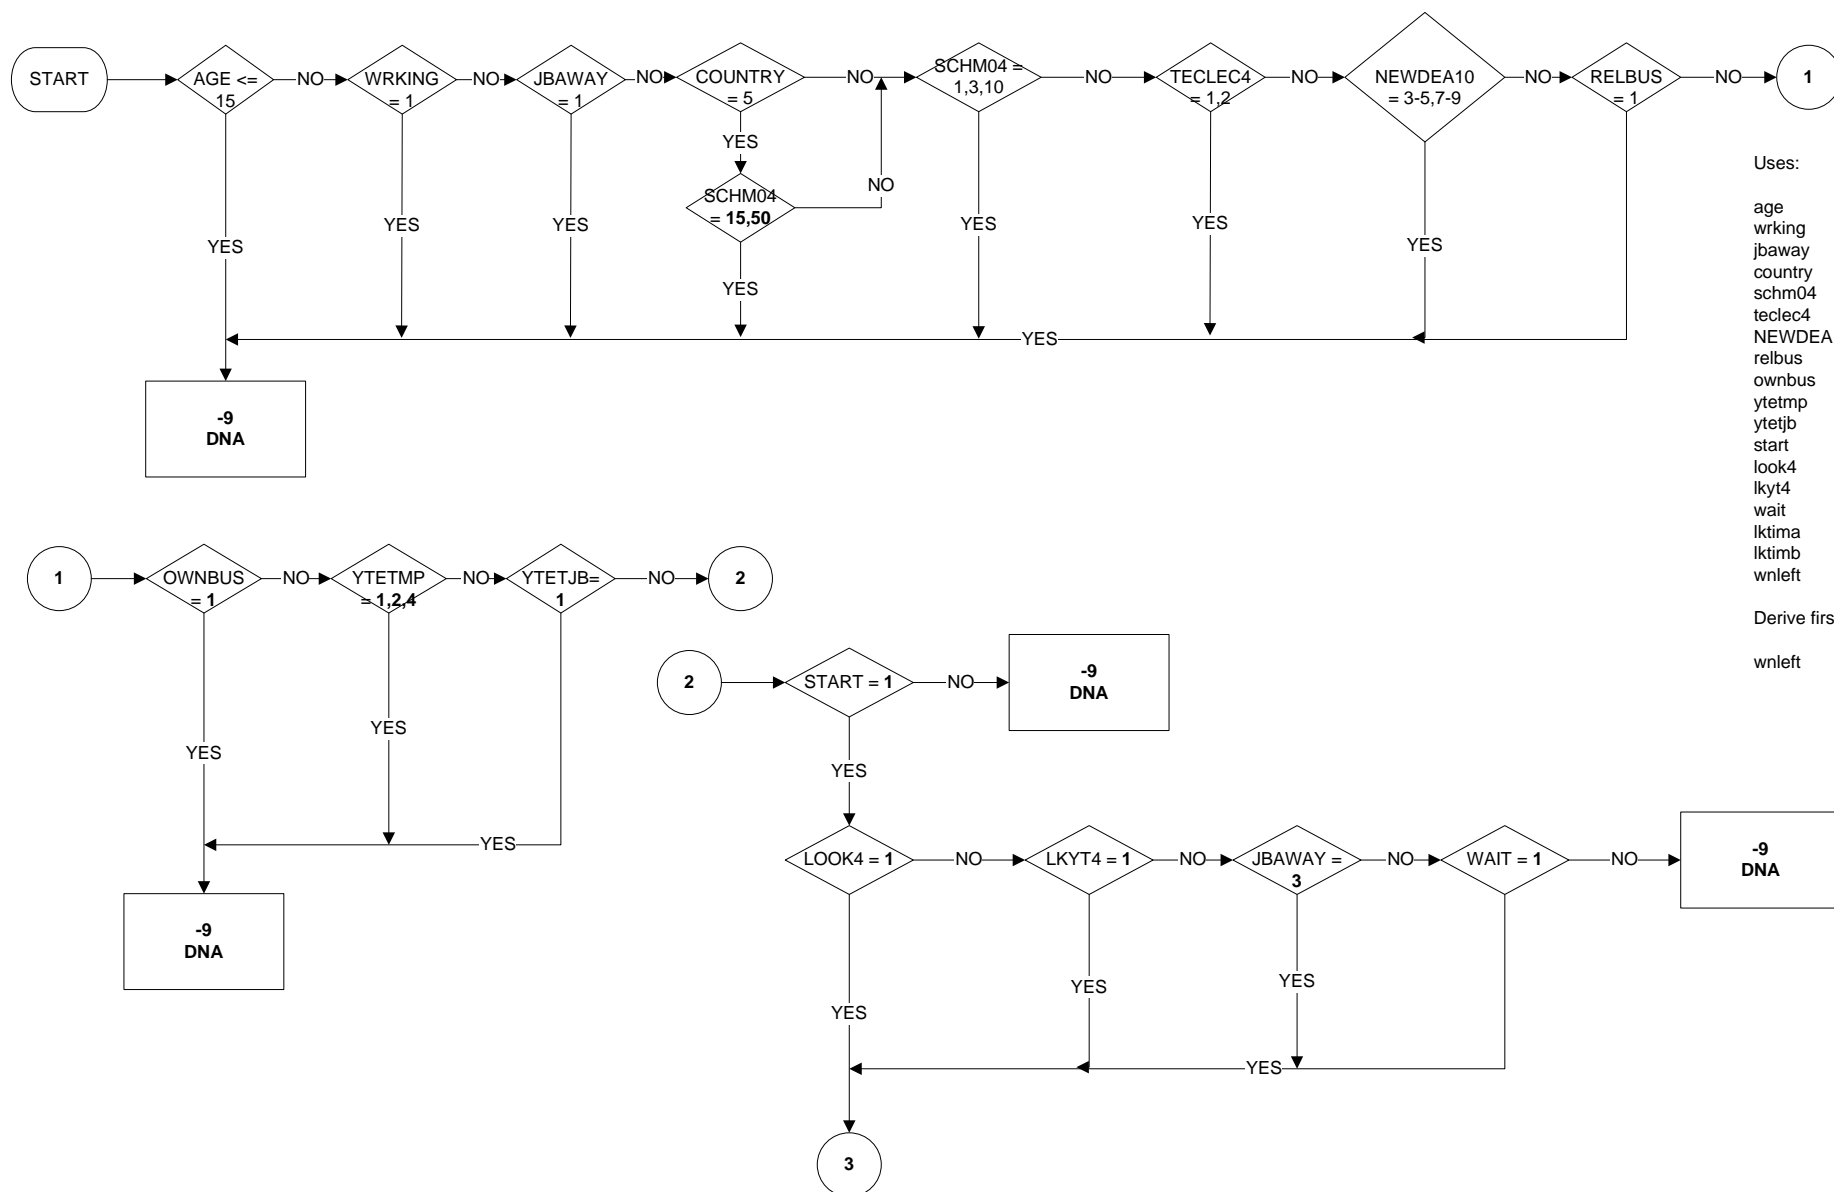 START
AGE <=
15
NO
WRKING
= 1
NO
JBAWAY
= 1
NO
COUNTRY
= 5
NO
SCHM04 =
1,3,10
NO
TECLEC4
= 1,2
NO
NEWDEA10
= 3-5,7-9
NO
RELBUS
= 1
NO
1
YES
SCHM04
= 15,50
NO
YES
YES
YES
YES
YES
YES
YES
YES
-9
DNA
Uses:
age
wrking
jbaway
country
schm04
teclec4
NEWDEA
relbus
ownbus
ytetmp
ytetjb
start
look4
lkyt4
wait
lktima
lktimb
wnleft
Derive firs
wnleft
1
OWNBUS
= 1
NO
YTETMP
= 1,2,4
NO
YTETJB=
1
NO
2
YES
YES
YES
-9
DNA
2
START = 1
NO
-9
DNA
YES
LOOK4 = 1
NO
LKYT4 = 1
NO
JBAWAY =
3
NO
WAIT = 1
NO
-9
DNA
YES
YES
YES
YES
3